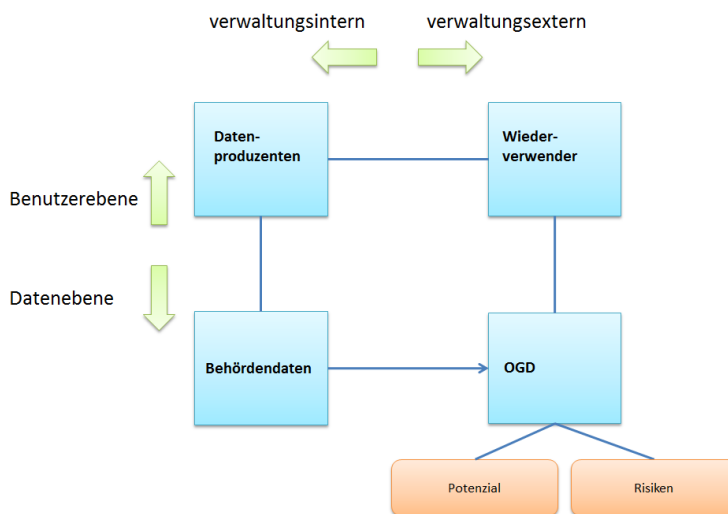 verwaltungsintern
verwaltungsextern
Daten-
produzenten
Wieder-
verwender
Benutzerebene
Datenebene
Behördendaten
OGD
Potenzial
Risiken